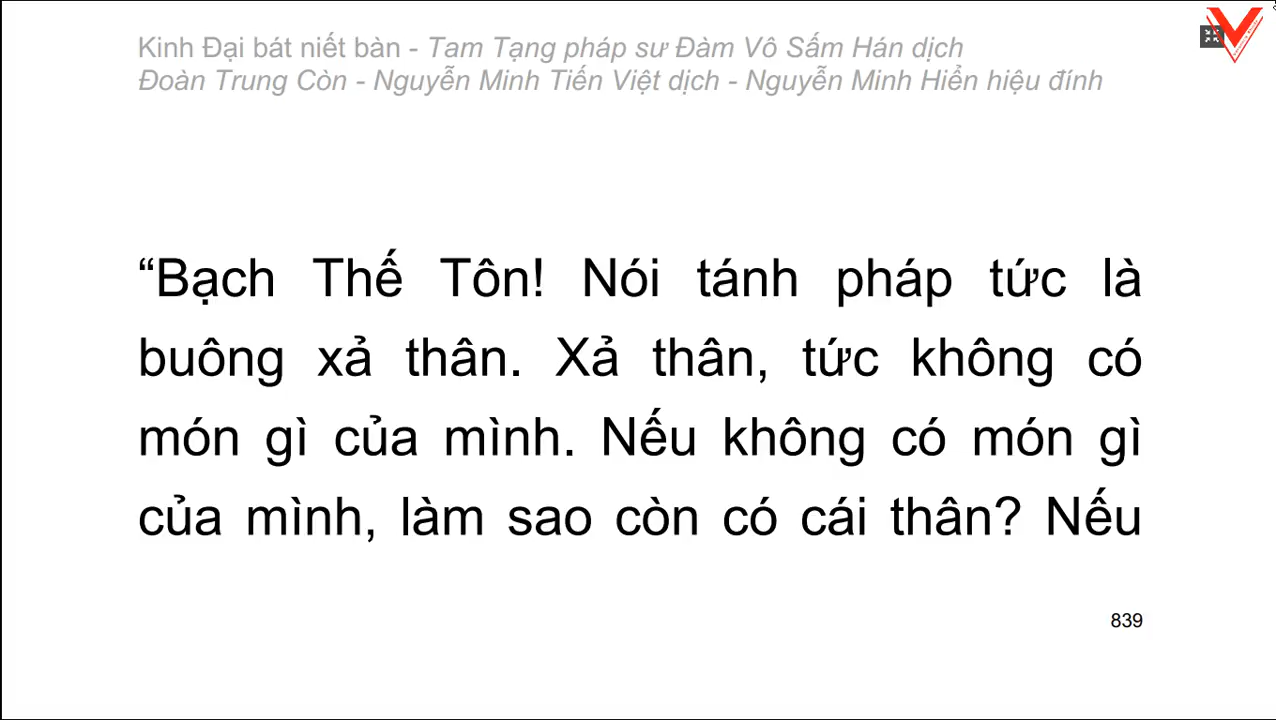 Kinh Đại bát niết bàn - Tam Tạng pháp sư Đàm Vô Sấm Hán dịch
Đoàn Trung Còn - Nguyễn Minh Tiến Việt dịch - Nguyễn Minh Hiển hiệu đính
“Bạch Thế Tôn! Nói tánh pháp tức là
buông xả thân. Xả thân, tức không có
món gì của mình. Nếu không có món gì
của mình, làm sao còn có cái thân? Nếu
839